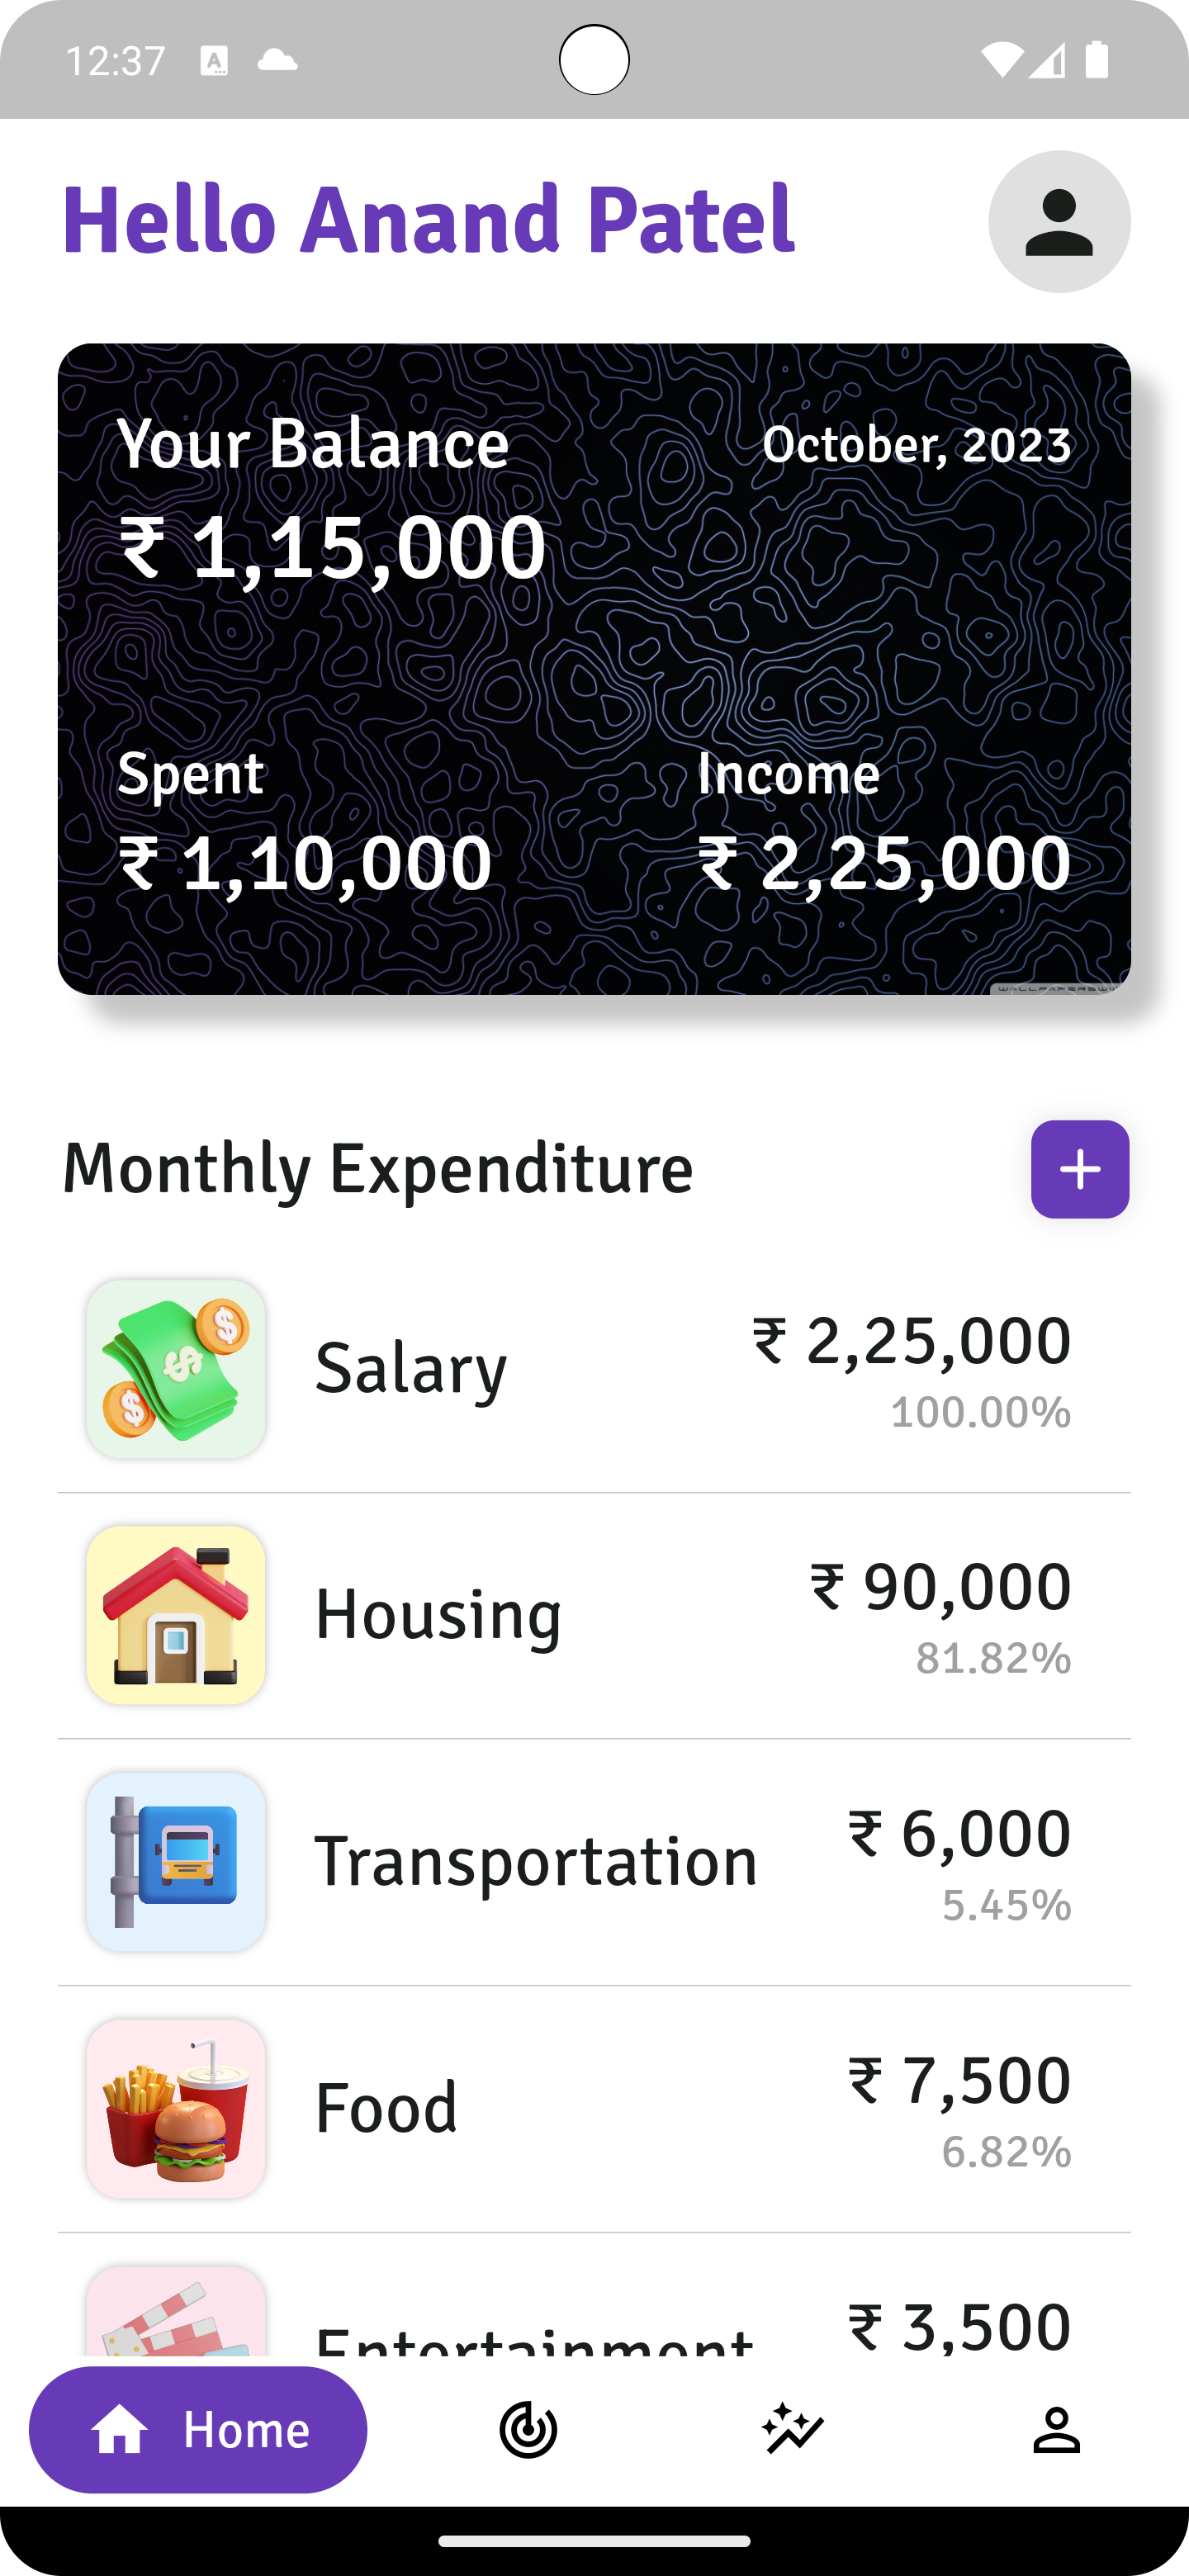 12:37
Hello Anand Patel
Your Balance
October, 2023
₹ 1,15,000
Spent
Income
₹ 1,10,000
₹ 2,25,000
Monthly Expenditure
Salary
₹ 2,25,000
100.00%
Housing
₹ 90,000
81.82%
Transportation
₹ 6,000
5.45%
Food
₹ 7,500
6.82%
Entertainment
₹ 3,500
Home